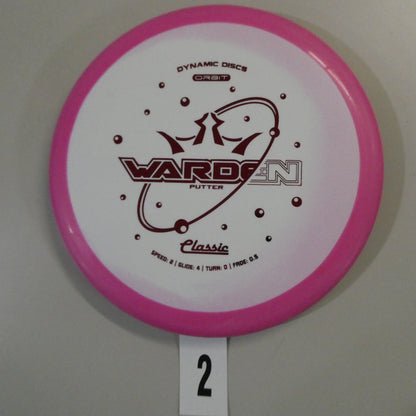 DYNAMIC DISCS
ORBIT
WARDEN
PUTTER
Classic
SPEED: 2 | GLIDE: 4 | TURN: 0 | FADE: 0.5
2